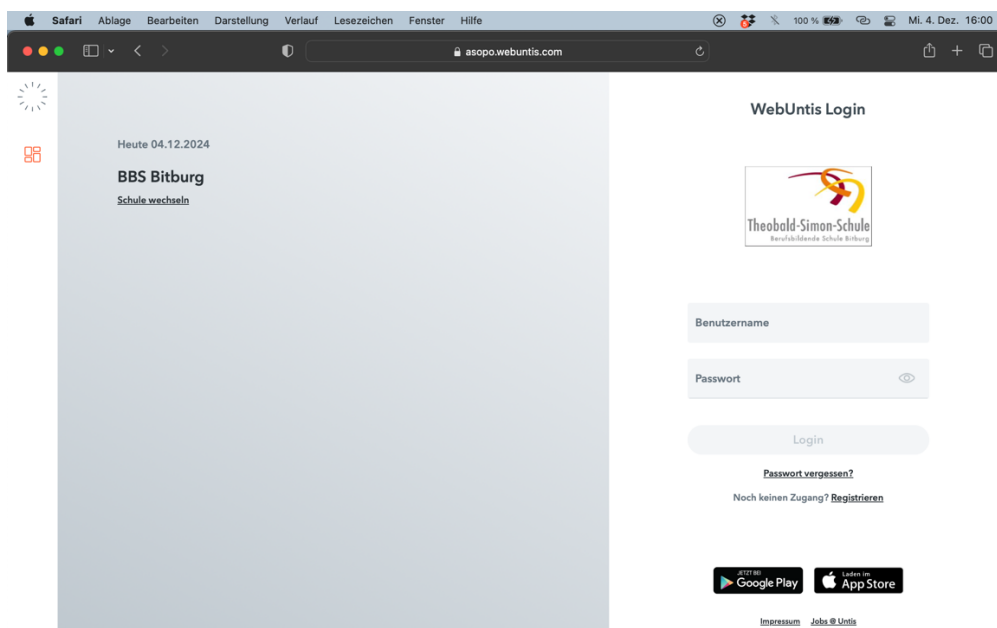 Safari Ablage Bearbeiten Darstellung Verlauf Lesezeichen Fenster Hilfe 100 % Mi. 4. Dez. 16:00
asopo.webuntis.com
Heute 04.12.2024
BBS Bitburg
Schule wechseln
WebUntis Login
Theobald-Simon-Schule
Berufsbildende Schule Bitburg
Benutzername
Passwort
Login
Passwort vergessen?
Noch keinen Zugang? Registrieren
JETZT BEI
Google Play
Laden im
App Store
Impressum Jobs @ Untis